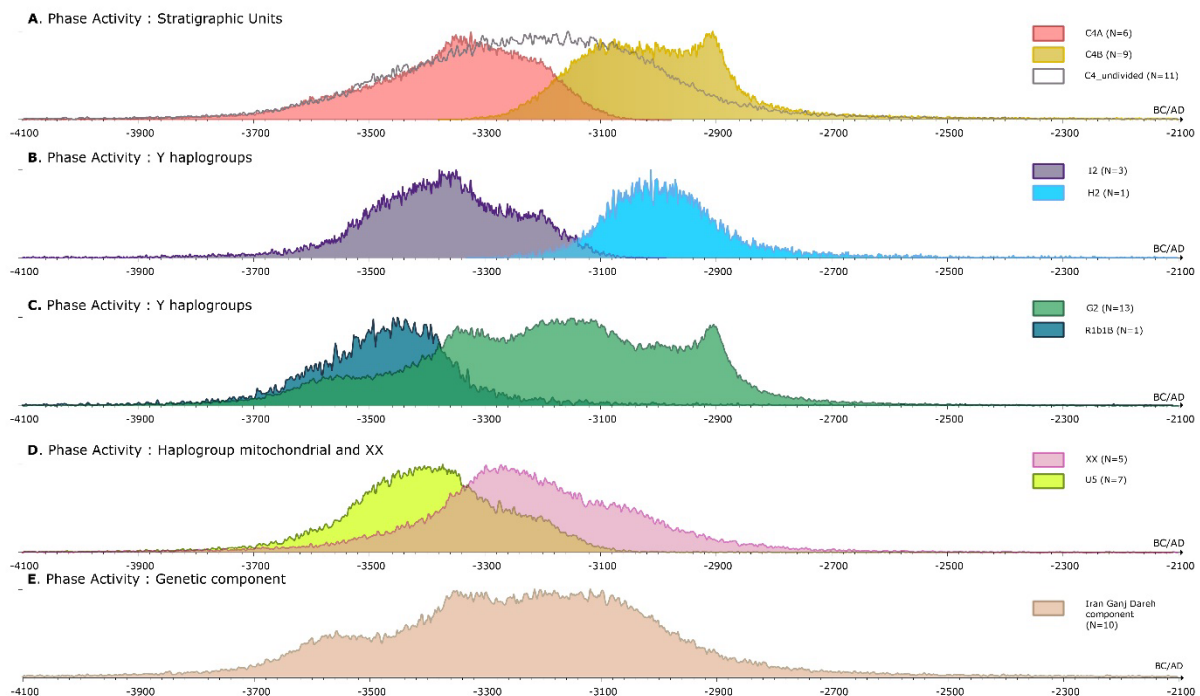 A. Phase Activity : Stratigraphic Units
C4A (N=6)
C4B (N=9)
C4_undivided (N=11)
BC/AD
-4100 -3900 -3700 -3500 -3300 -3100 -2900 -2700 -2500 -2300 -2100
B. Phase Activity : Y haplogroups
I2 (N=3)
H2 (N=1)
BC/AD
-4100 -3900 -3700 -3500 -3300 -3100 -2900 -2700 -2500 -2300 -2100
C. Phase Activity : Y haplogroups
G2 (N=13)
R1b1B (N=1)
BC/AD
-4100 -3900 -3700 -3500 -3300 -3100 -2900 -2700 -2500 -2300 -2100
D. Phase Activity : Haplogroup mitochondrial and XX
XX (N=5)
U5 (N=7)
BC/AD
-4100 -3900 -3700 -3500 -3300 -3100 -2900 -2700 -2500 -2300 -2100
E. Phase Activity : Genetic component
Iran Ganj Dareh
component
(N=10)
BC/AD
-4100 -3900 -3700 -3500 -3300 -3100 -2900 -2700 -2500 -2300 -2100